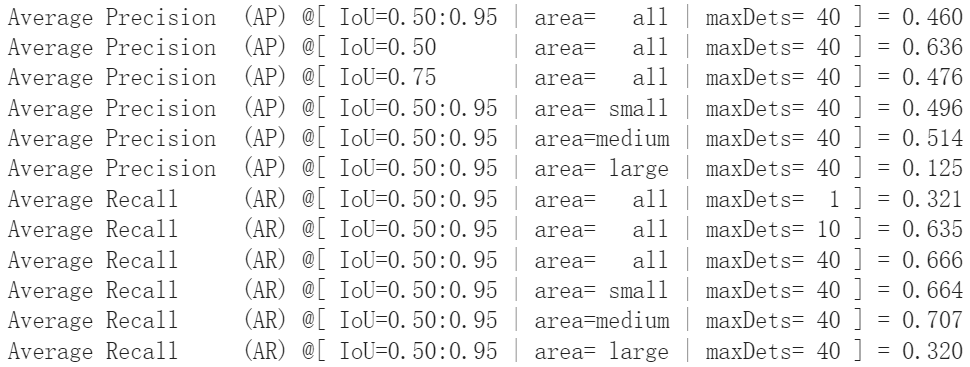 Average Precision  (AP) @[ IoU=0.50:0.95 | area=   all | maxDets= 40 ] = 0.460
Average Precision  (AP) @[ IoU=0.50      | area=   all | maxDets= 40 ] = 0.636
Average Precision  (AP) @[ IoU=0.75      | area=   all | maxDets= 40 ] = 0.476
Average Precision  (AP) @[ IoU=0.50:0.95 | area= small | maxDets= 40 ] = 0.496
Average Precision  (AP) @[ IoU=0.50:0.95 | area=medium | maxDets= 40 ] = 0.514
Average Precision  (AP) @[ IoU=0.50:0.95 | area= large | maxDets= 40 ] = 0.125
Average Recall     (AR) @[ IoU=0.50:0.95 | area=   all | maxDets=  1 ] = 0.321
Average Recall     (AR) @[ IoU=0.50:0.95 | area=   all | maxDets= 10 ] = 0.635
Average Recall     (AR) @[ IoU=0.50:0.95 | area=   all | maxDets= 40 ] = 0.666
Average Recall     (AR) @[ IoU=0.50:0.95 | area= small | maxDets= 40 ] = 0.664
Average Recall     (AR) @[ IoU=0.50:0.95 | area=medium | maxDets= 40 ] = 0.707
Average Recall     (AR) @[ IoU=0.50:0.95 | area= large | maxDets= 40 ] = 0.320